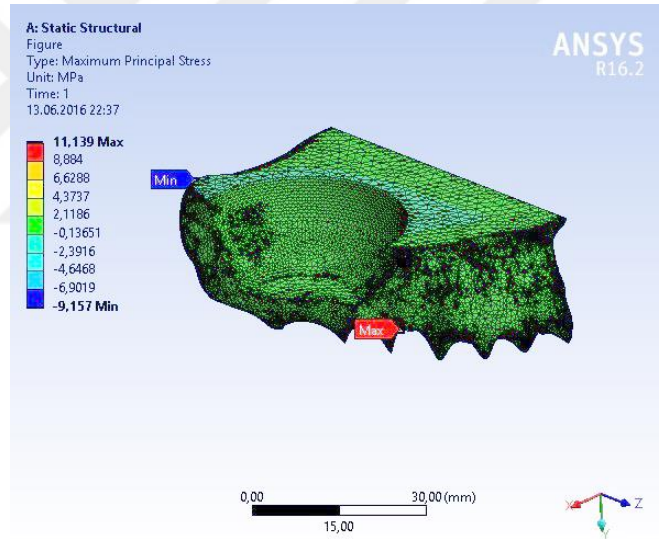 A: Static Structural
Figure
Type: Maximum Principal Stress
Unit: MPa
Time: 1
13.06.2016 22:37
ANSYS
R16.2
11,139 Max
8,884
6,6288
4,3737
2,1186
-0,13651
-2,3916
-4,6468
-6,9019
-9,157 Min
Min
Max
0,00 30,00 (mm)
15,00
X
Y
Z